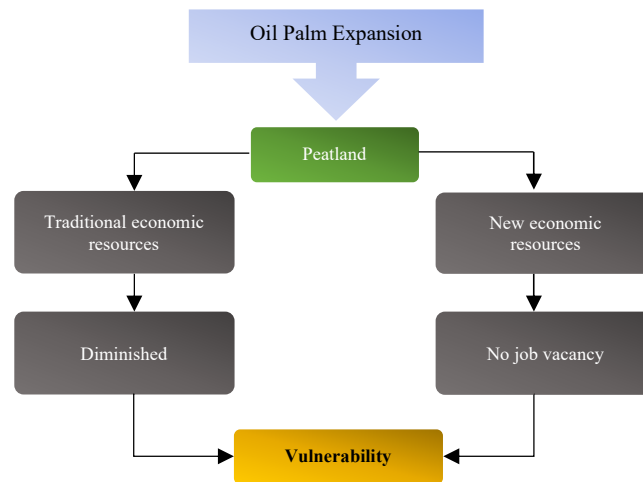 Oil Palm Expansion
Peatland
Traditional economic
resources
New economic
resources
Diminished
No job vacancy
Vulnerability